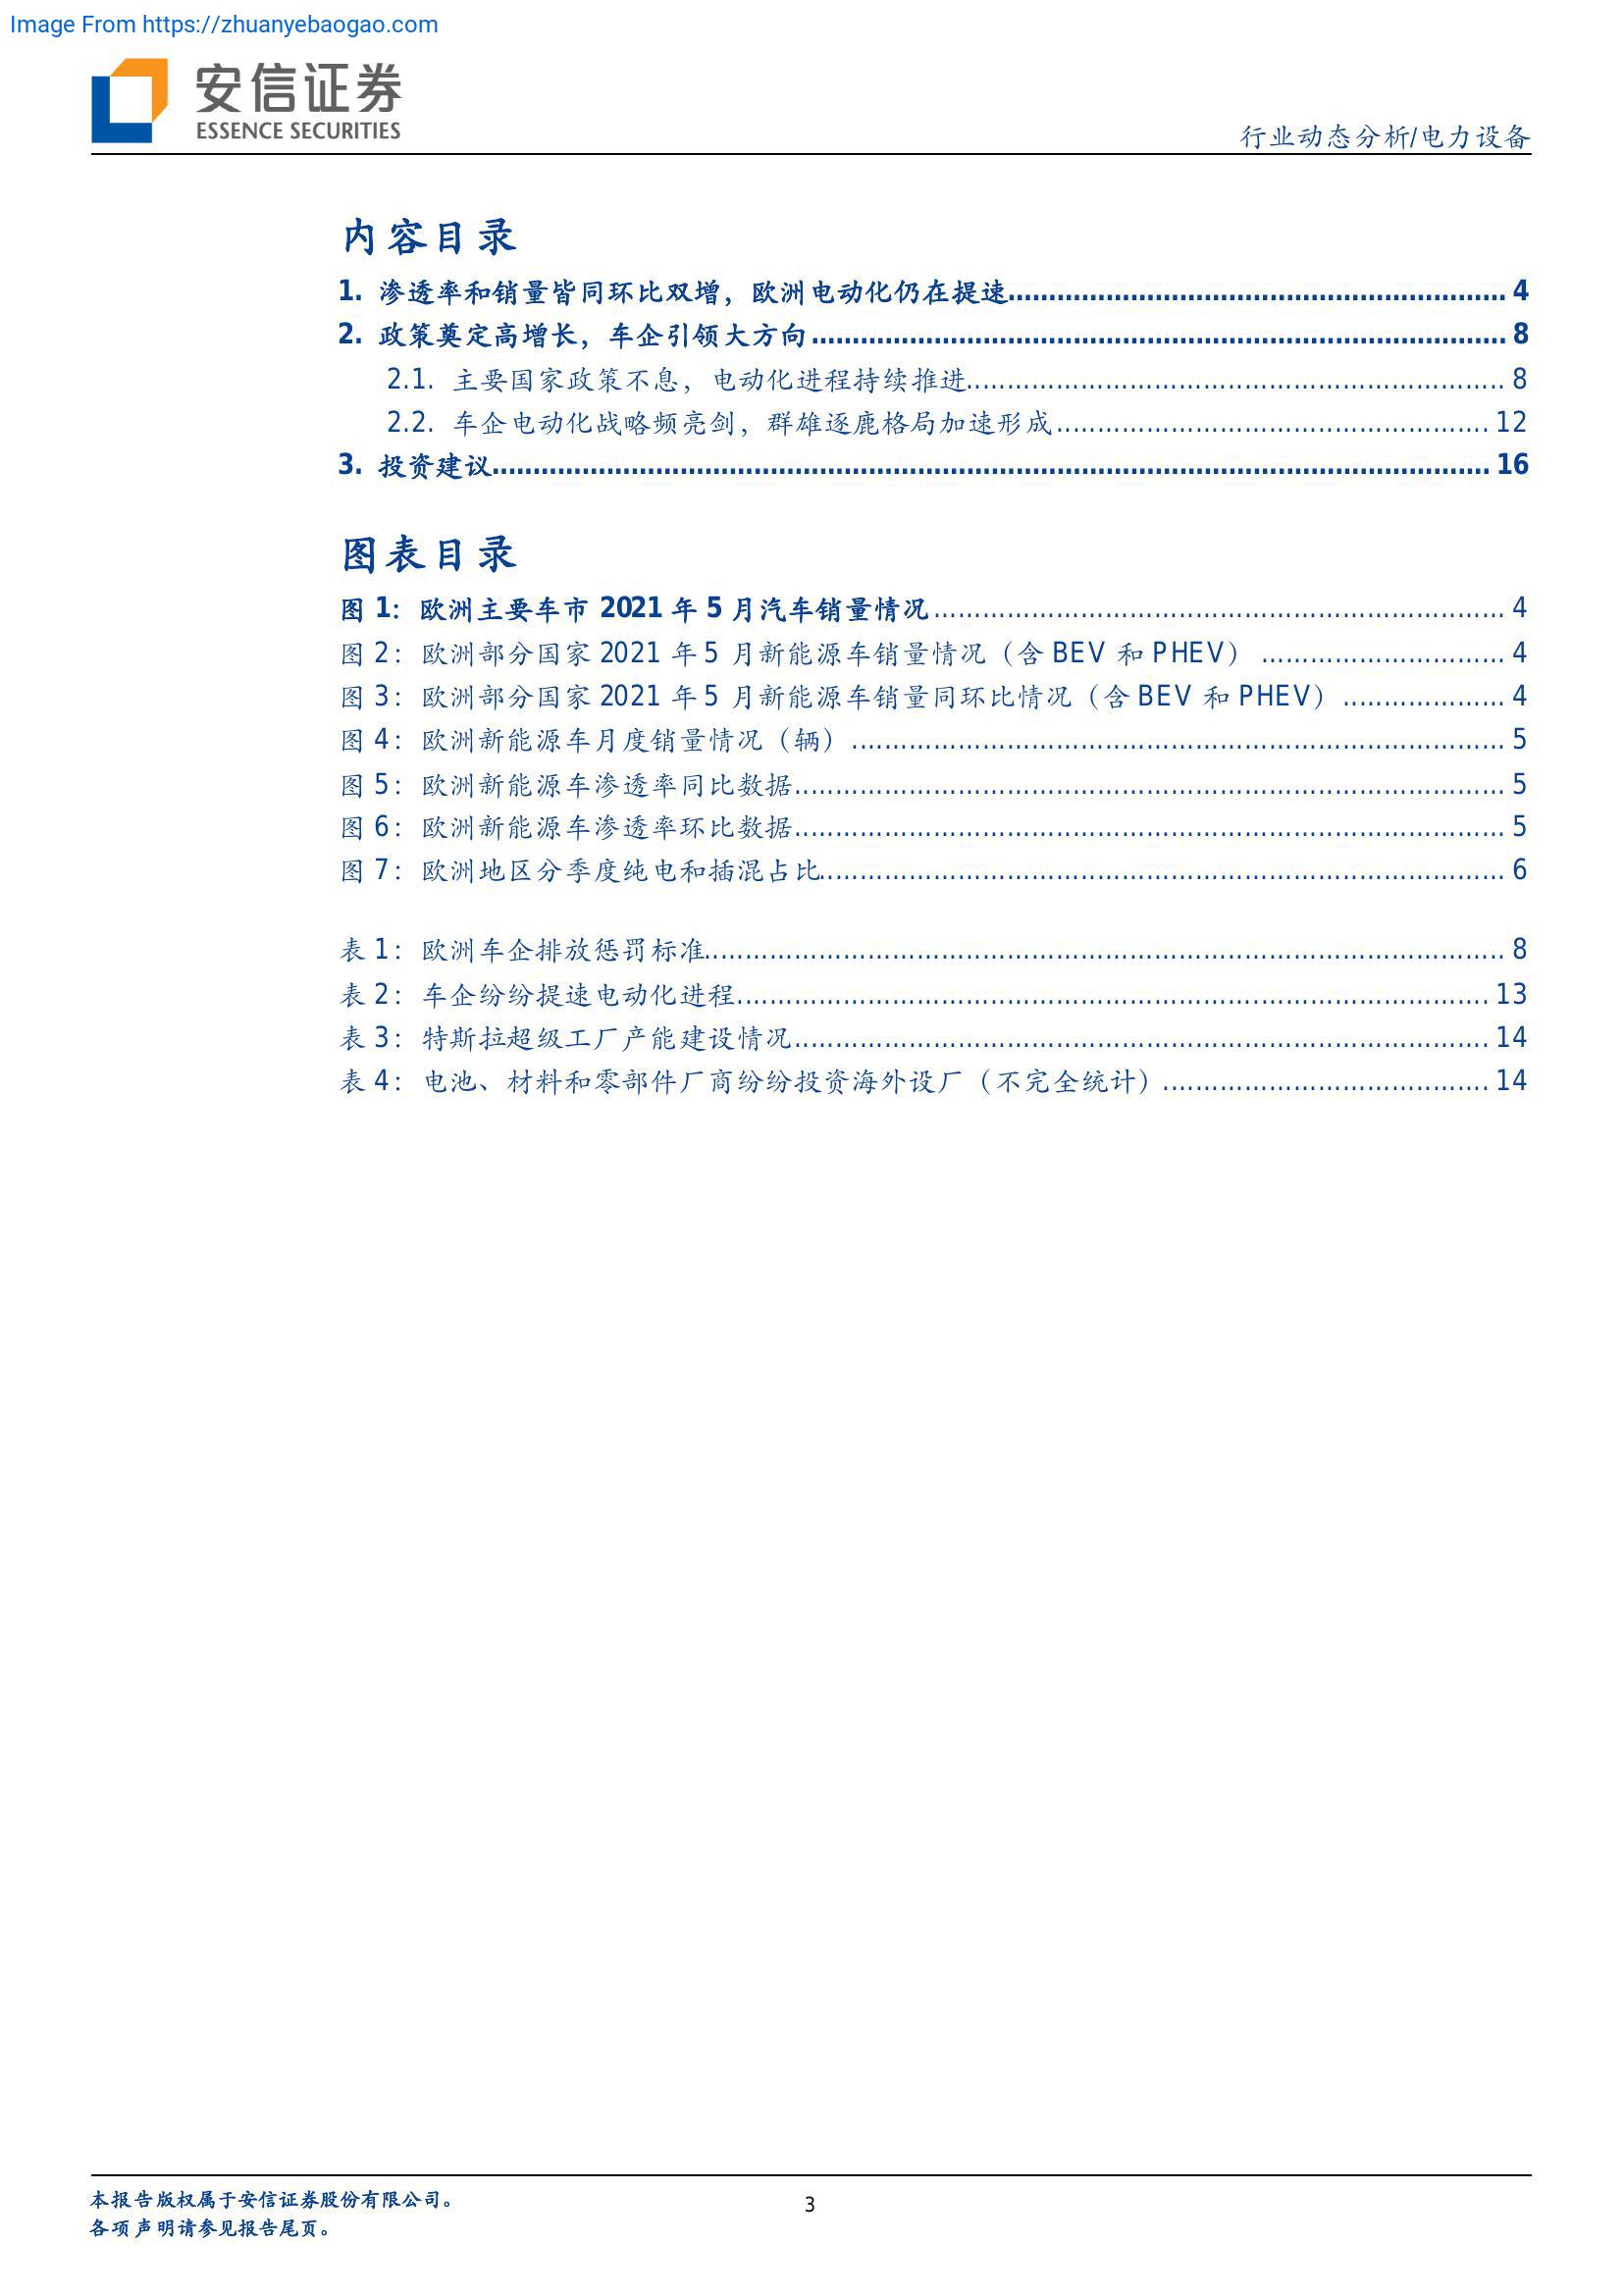 Image From https://zhuanyebaogao.com
安信证券
ESSENCE SECURITIES
行业动态分析/电力设备
内容目录
1. 渗透率和销量皆同环比双增，欧洲电动化仍在提速........................................................ 4
2. 政策奠定高增长，车企引领大方向........................................................................ 8
2.1. 主要国家政策不息，电动化进程持续推进............................................................ 8
2.2. 车企电动化战略频亮剑，群雄逐鹿格局加速形成.................................................. 12
3. 投资建议.................................................................................................... 16
图表目录
图 1：欧洲主要车市 2021 年 5 月汽车销量情况............................................................ 4
图 2：欧洲部分国家 2021 年 5 月新能源车销量情况（含 BEV 和 PHEV） .............................. 4
图 3：欧洲部分国家 2021 年 5 月新能源车销量同环比情况（含 BEV 和 PHEV）.................... 4
图 4：欧洲新能源车月度销量情况（辆）.................................................................. 5
图 5：欧洲新能源车渗透率同比数据........................................................................ 5
图 6：欧洲新能源车渗透率环比数据........................................................................ 5
图 7：欧洲地区分季度纯电和插混占比...................................................................... 6
表 1：欧洲车企排放惩罚标准................................................................................ 8
表 2：车企纷纷提速电动化进程............................................................................ 13
表 3：特斯拉超级工厂产能建设情况...................................................................... 14
表 4：电池、材料和零部件厂商纷纷投资海外设厂（不完全统计）...................................... 14
本报告版权属于安信证券股份有限公司。
3
各项声明请参见报告尾页。